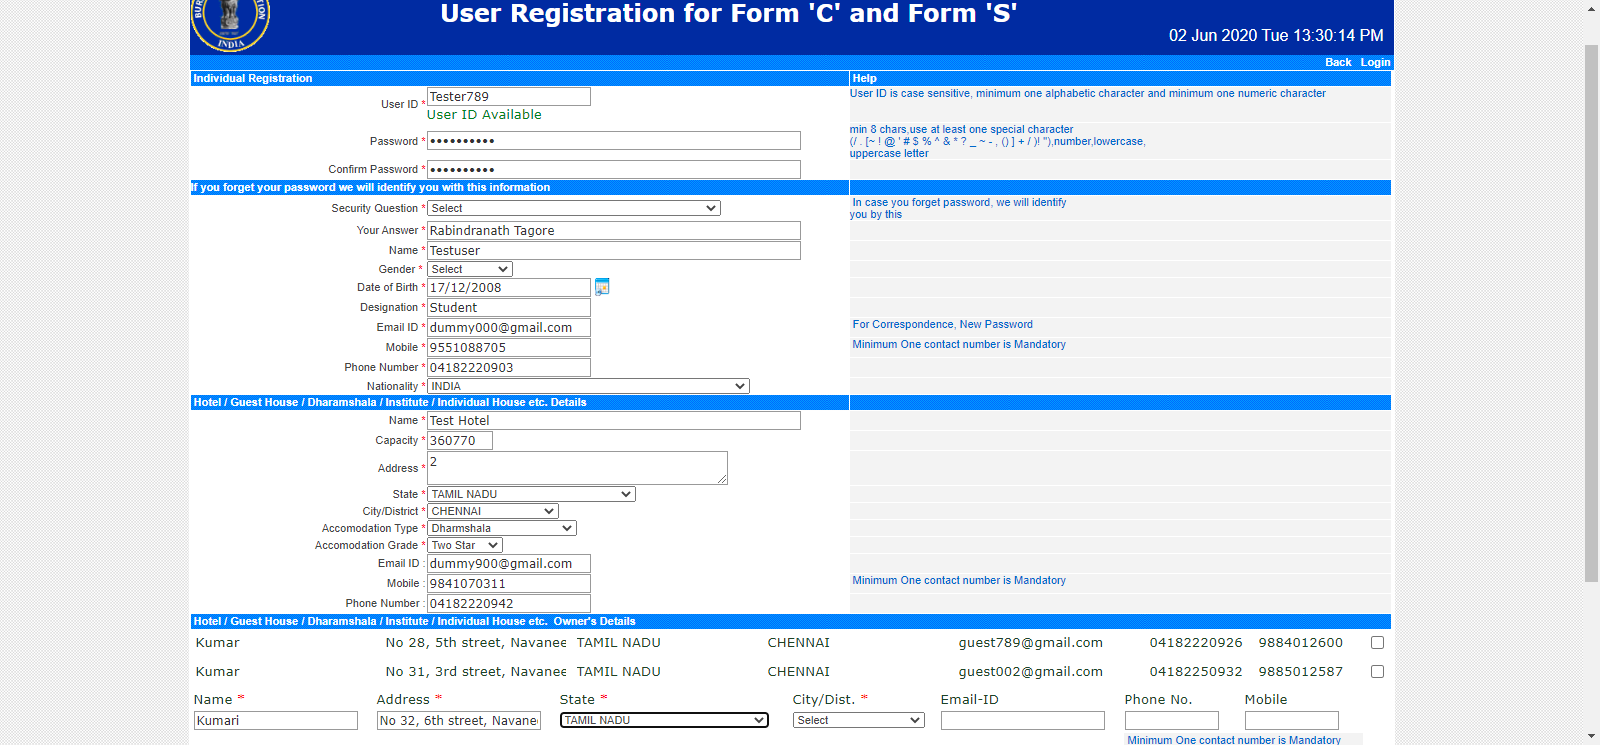 User Registration for Form 'C' and Form 'S'
INDIA
02 Jun 2020 Tue 13:30:14 PM
Back Login
Individual Registration Help
User ID * Tester789 User ID is case sensitive, minimum one alphabetic character and minimum one numeric character
User ID Available
Password * •••••••••• min 8 chars,use at least one special character
(/ . [~ ! @ ' # $ % ^ & * ? _ ~ - , () ] + / )! "),number,lowercase,
uppercase letter
Confirm Password * ••••••••••
If you forget your password we will identify you with this information
Security Question * Select In case you forget password, we will identify
you by this
Your Answer * Rabindranath Tagore
Name * Testuser
Gender * Select
Date of Birth * 17/12/2008
Designation * Student
Email ID * dummy000@gmail.com For Correspondence, New Password
Mobile * 9551088705 Minimum One contact number is Mandatory
Phone Number * 04182220903
Nationality * INDIA
Hotel / Guest House / Dharamshala / Institute / Individual House etc. Details
Name * Test Hotel
Capacity * 360770
Address * 2
State * TAMIL NADU
City/District * CHENNAI
Accomodation Type * Dharmshala
Accomodation Grade * Two Star
Email ID : dummy900@gmail.com
Mobile : 9841070311 Minimum One contact number is Mandatory
Phone Number : 04182220942
Hotel / Guest House / Dharamshala / Institute / Individual House etc. Owner's Details
Kumar No 28, 5th street, Navanee TAMIL NADU CHENNAI guest789@gmail.com 04182220926 9884012600
Kumar No 31, 3rd street, Navanee TAMIL NADU CHENNAI guest002@gmail.com 04182250932 9885012587
Name * Address * State * City/Dist. * Email-ID Phone No. Mobile
Kumari No 32, 6th street, Navane TAMIL NADU Select
Minimum One contact number is Mandatory